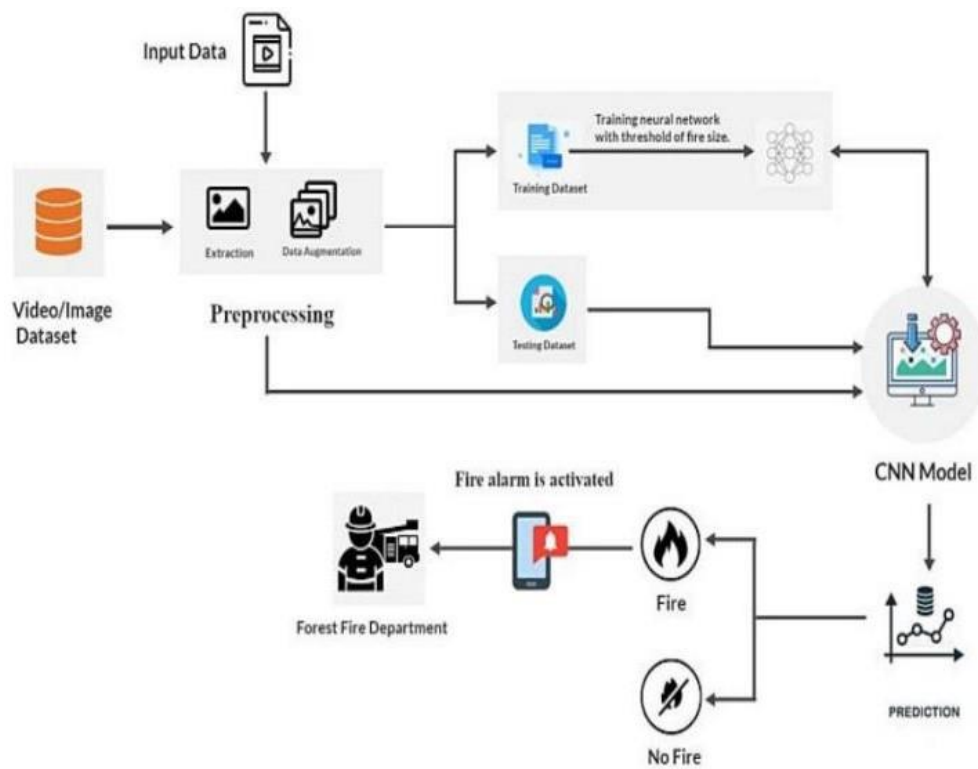 Input Data
Training neural network
with threshold of fire size.
Training Dataset
Extraction
Data Augmentation
Video/Image
Dataset
Preprocessing
Testing Dataset
CNN Model
Fire alarm is activated
Fire
Forest Fire Department
PREDICTION
No Fire